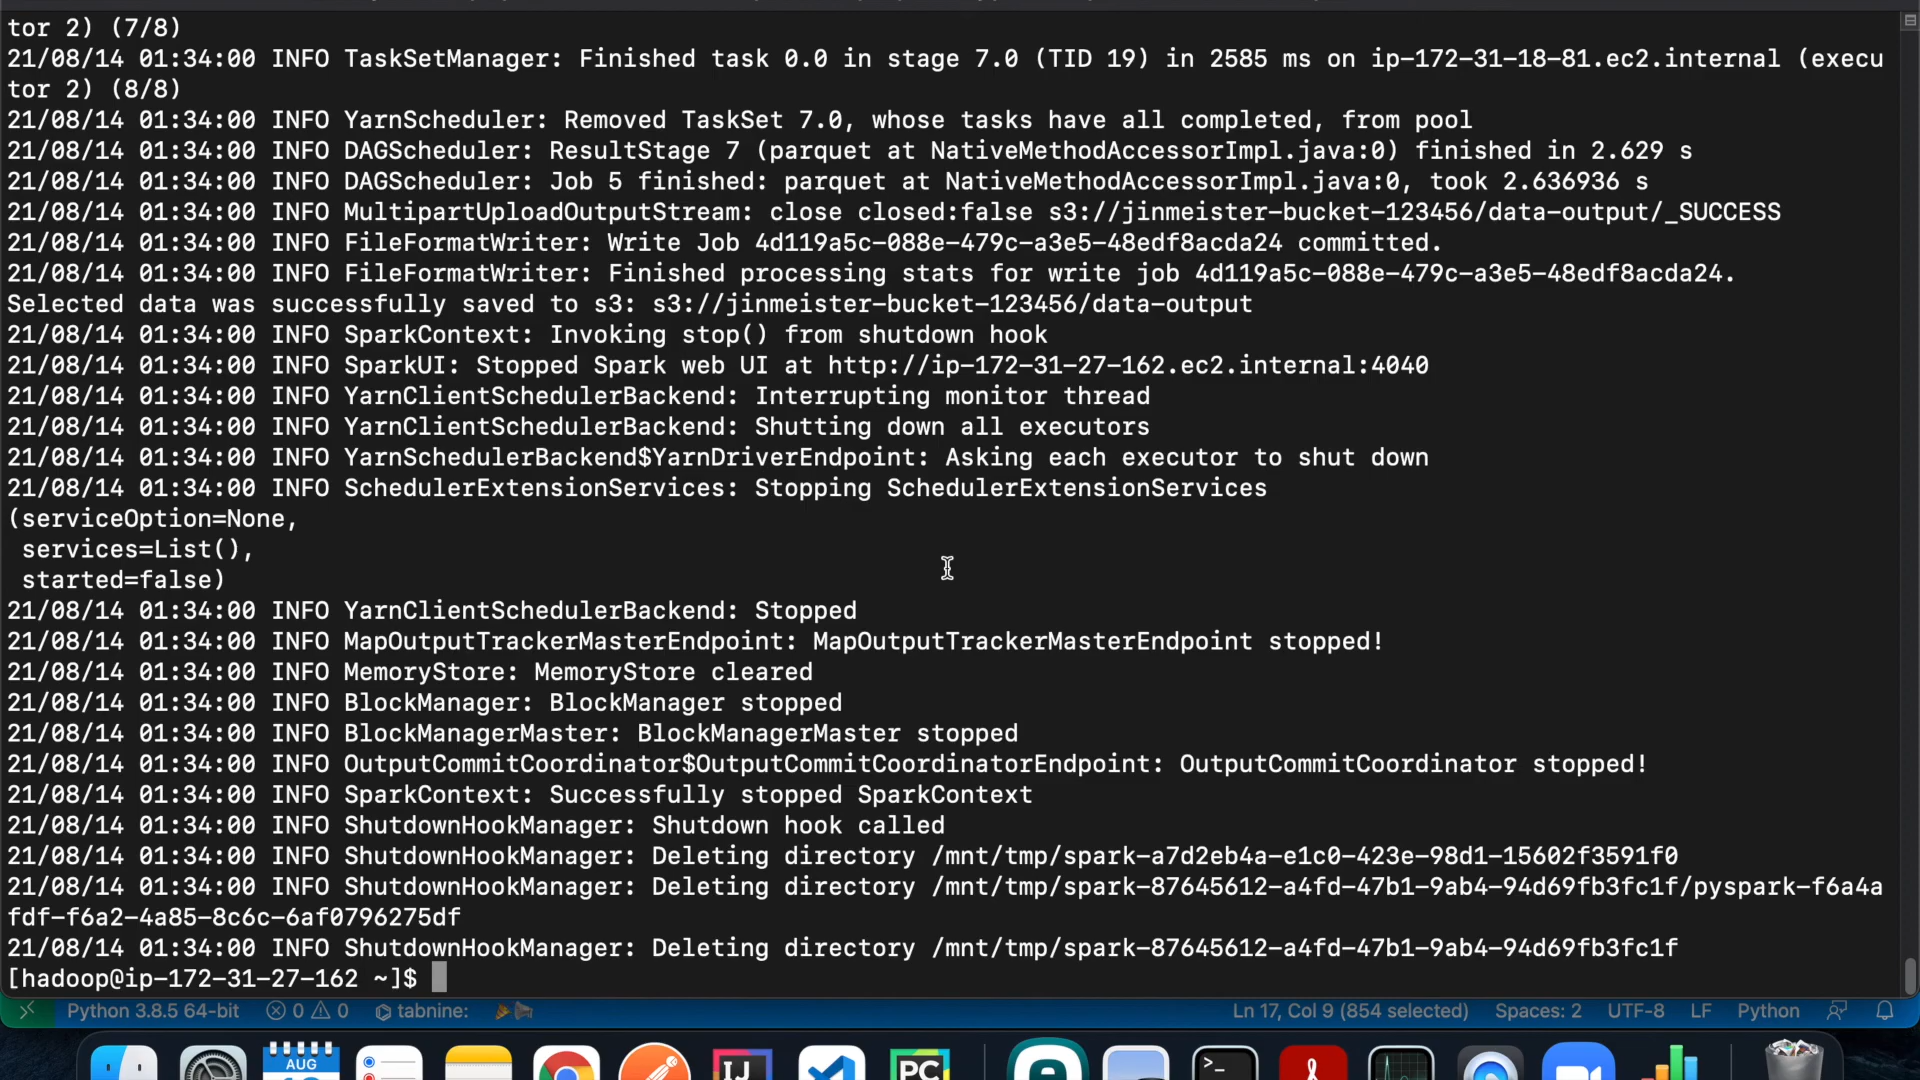 tor 2) (7/8)
21/08/14 01:34:00 INFO TaskSetManager: Finished task 0.0 in stage 7.0 (TID 19) in 2585 ms on ip-172-31-18-81.ec2.internal (execu
tor 2) (8/8)
21/08/14 01:34:00 INFO YarnScheduler: Removed TaskSet 7.0, whose tasks have all completed, from pool
21/08/14 01:34:00 INFO DAGScheduler: ResultStage 7 (parquet at NativeMethodAccessorImpl.java:0) finished in 2.629 s
21/08/14 01:34:00 INFO DAGScheduler: Job 5 finished: parquet at NativeMethodAccessorImpl.java:0, took 2.636936 s
21/08/14 01:34:00 INFO MultipartUploadOutputStream: close closed:false s3://jinmeister-bucket-123456/data-output/_SUCCESS
21/08/14 01:34:00 INFO FileFormatWriter: Write Job 4d119a5c-088e-479c-a3e5-48edf8acda24 committed.
21/08/14 01:34:00 INFO FileFormatWriter: Finished processing stats for write job 4d119a5c-088e-479c-a3e5-48edf8acda24.
Selected data was successfully saved to s3: s3://jinmeister-bucket-123456/data-output
21/08/14 01:34:00 INFO SparkContext: Invoking stop() from shutdown hook
21/08/14 01:34:00 INFO SparkUI: Stopped Spark web UI at http://ip-172-31-27-162.ec2.internal:4040
21/08/14 01:34:00 INFO YarnClientSchedulerBackend: Interrupting monitor thread
21/08/14 01:34:00 INFO YarnClientSchedulerBackend: Shutting down all executors
21/08/14 01:34:00 INFO YarnSchedulerBackend$YarnDriverEndpoint: Asking each executor to shut down
21/08/14 01:34:00 INFO SchedulerExtensionServices: Stopping SchedulerExtensionServices
(serviceOption=None,
 services=List(),
 started=false)
21/08/14 01:34:00 INFO YarnClientSchedulerBackend: Stopped
21/08/14 01:34:00 INFO MapOutputTrackerMasterEndpoint: MapOutputTrackerMasterEndpoint stopped!
21/08/14 01:34:00 INFO MemoryStore: MemoryStore cleared
21/08/14 01:34:00 INFO BlockManager: BlockManager stopped
21/08/14 01:34:00 INFO BlockManagerMaster: BlockManagerMaster stopped
21/08/14 01:34:00 INFO OutputCommitCoordinator$OutputCommitCoordinatorEndpoint: OutputCommitCoordinator stopped!
21/08/14 01:34:00 INFO SparkContext: Successfully stopped SparkContext
21/08/14 01:34:00 INFO ShutdownHookManager: Shutdown hook called
21/08/14 01:34:00 INFO ShutdownHookManager: Deleting directory /mnt/tmp/spark-a7d2eb4a-e1c0-423e-98d1-15602f3591f0
21/08/14 01:34:00 INFO ShutdownHookManager: Deleting directory /mnt/tmp/spark-87645612-a4fd-47b1-9ab4-94d69fb3fc1f/pyspark-f6a4a
fdf-f6a2-4a85-8c6c-6af0796275df
21/08/14 01:34:00 INFO ShutdownHookManager: Deleting directory /mnt/tmp/spark-87645612-a4fd-47b1-9ab4-94d69fb3fc1f
[hadoop@ip-172-31-27-162 ~]$
Python 3.8.5 64-bit 0 0 tabnine: Ln 17, Col 9 (854 selected) Spaces: 2 UTF-8 LF Python
AUG IJ PC e >_